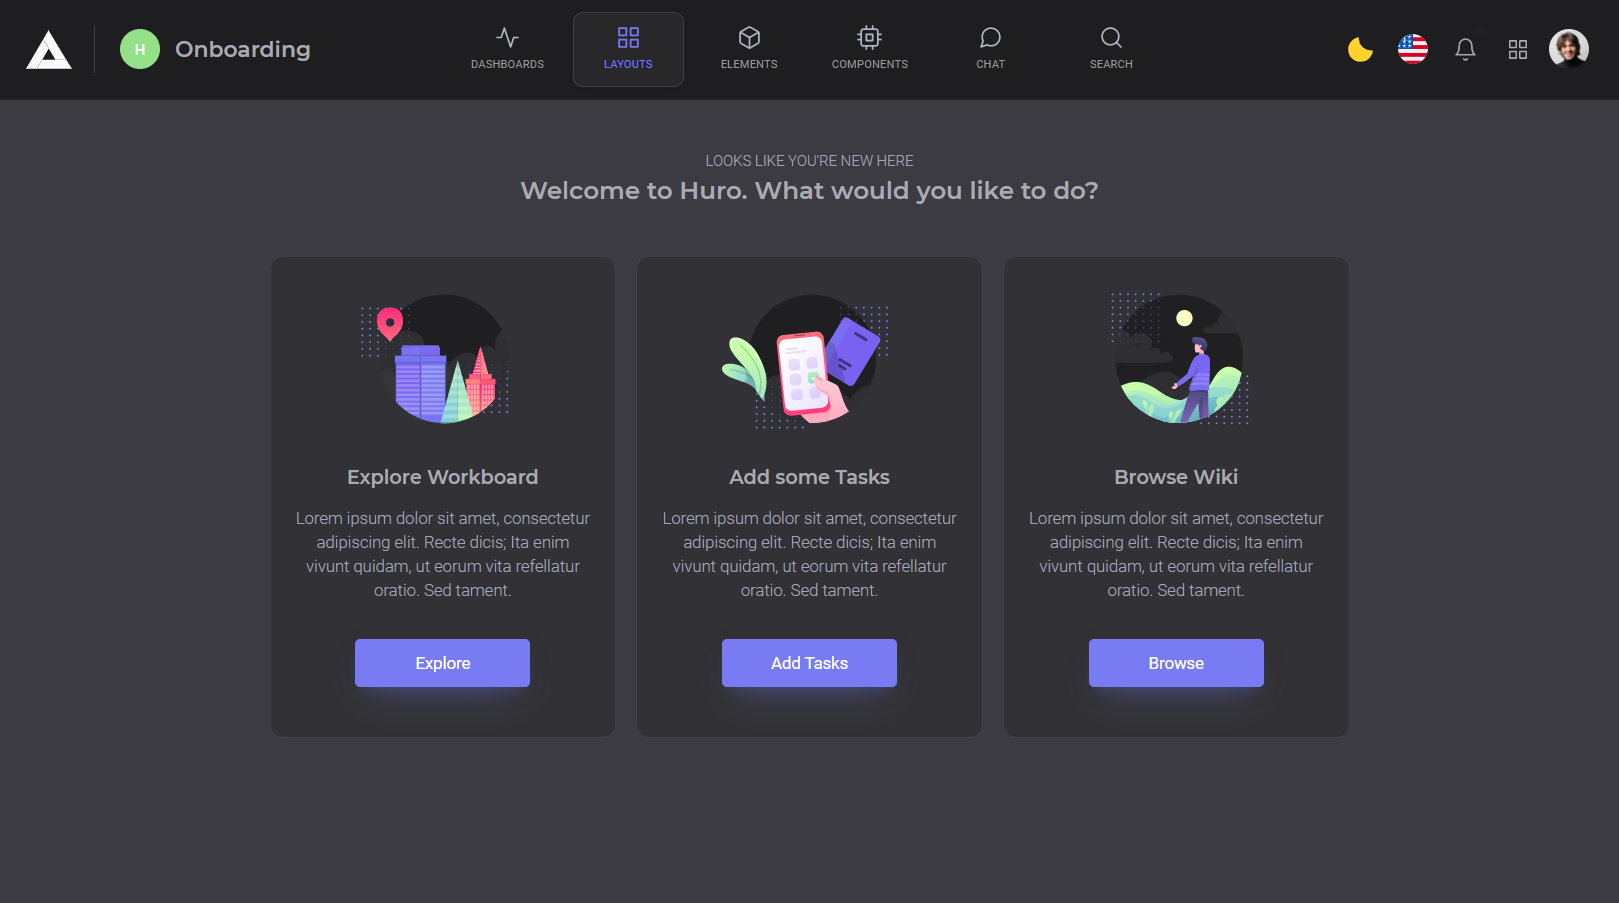 H
Onboarding
DASHBOARDS
LAYOUTS
ELEMENTS
COMPONENTS
CHAT
SEARCH
LOOKS LIKE YOU'RE NEW HERE
Welcome to Huro. What would you like to do?
Explore Workboard
Lorem ipsum dolor sit amet, consectetur
adipiscing elit. Recte dicis; Ita enim
vivunt quidam, ut eorum vita refellatur
oratio. Sed tament.
Explore
Add some Tasks
Lorem ipsum dolor sit amet, consectetur
adipiscing elit. Recte dicis; Ita enim
vivunt quidam, ut eorum vita refellatur
oratio. Sed tament.
Add Tasks
Browse Wiki
Lorem ipsum dolor sit amet, consectetur
adipiscing elit. Recte dicis; Ita enim
vivunt quidam, ut eorum vita refellatur
oratio. Sed tament.
Browse